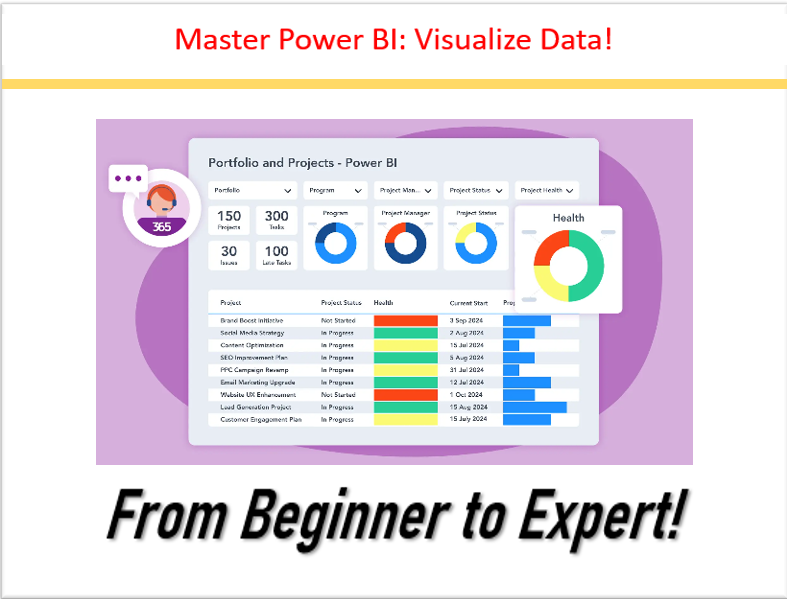 Master Power BI: Visualize Data!
Portfolio and Projects - Power BI
365
Portfolio Program Project Man... Project Status Project Health
150 Projects 300 Tasks Program Project Manager Project Status Health
30 Issues 100 Late Tasks
Project Project Status Health Current Start
Brand Boost Initiative Not Started 3 Sep 2024
Social Media Strategy In Progress 2 Aug 2024
Content Optimization In Progress 15 Jul 2024
SEO Improvement Plan In Progress 5 Aug 2024
PPC Campaign Revamp In Progress 31 Jul 2024
Email Marketing Upgrade In Progress 12 Jul 2024
Website UX Enhancement Not Started 1 Oct 2024
Lead Generation Project In Progress 15 Aug 2024
Customer Engagement Plan In Progress 15 July 2024
From Beginner to Expert!